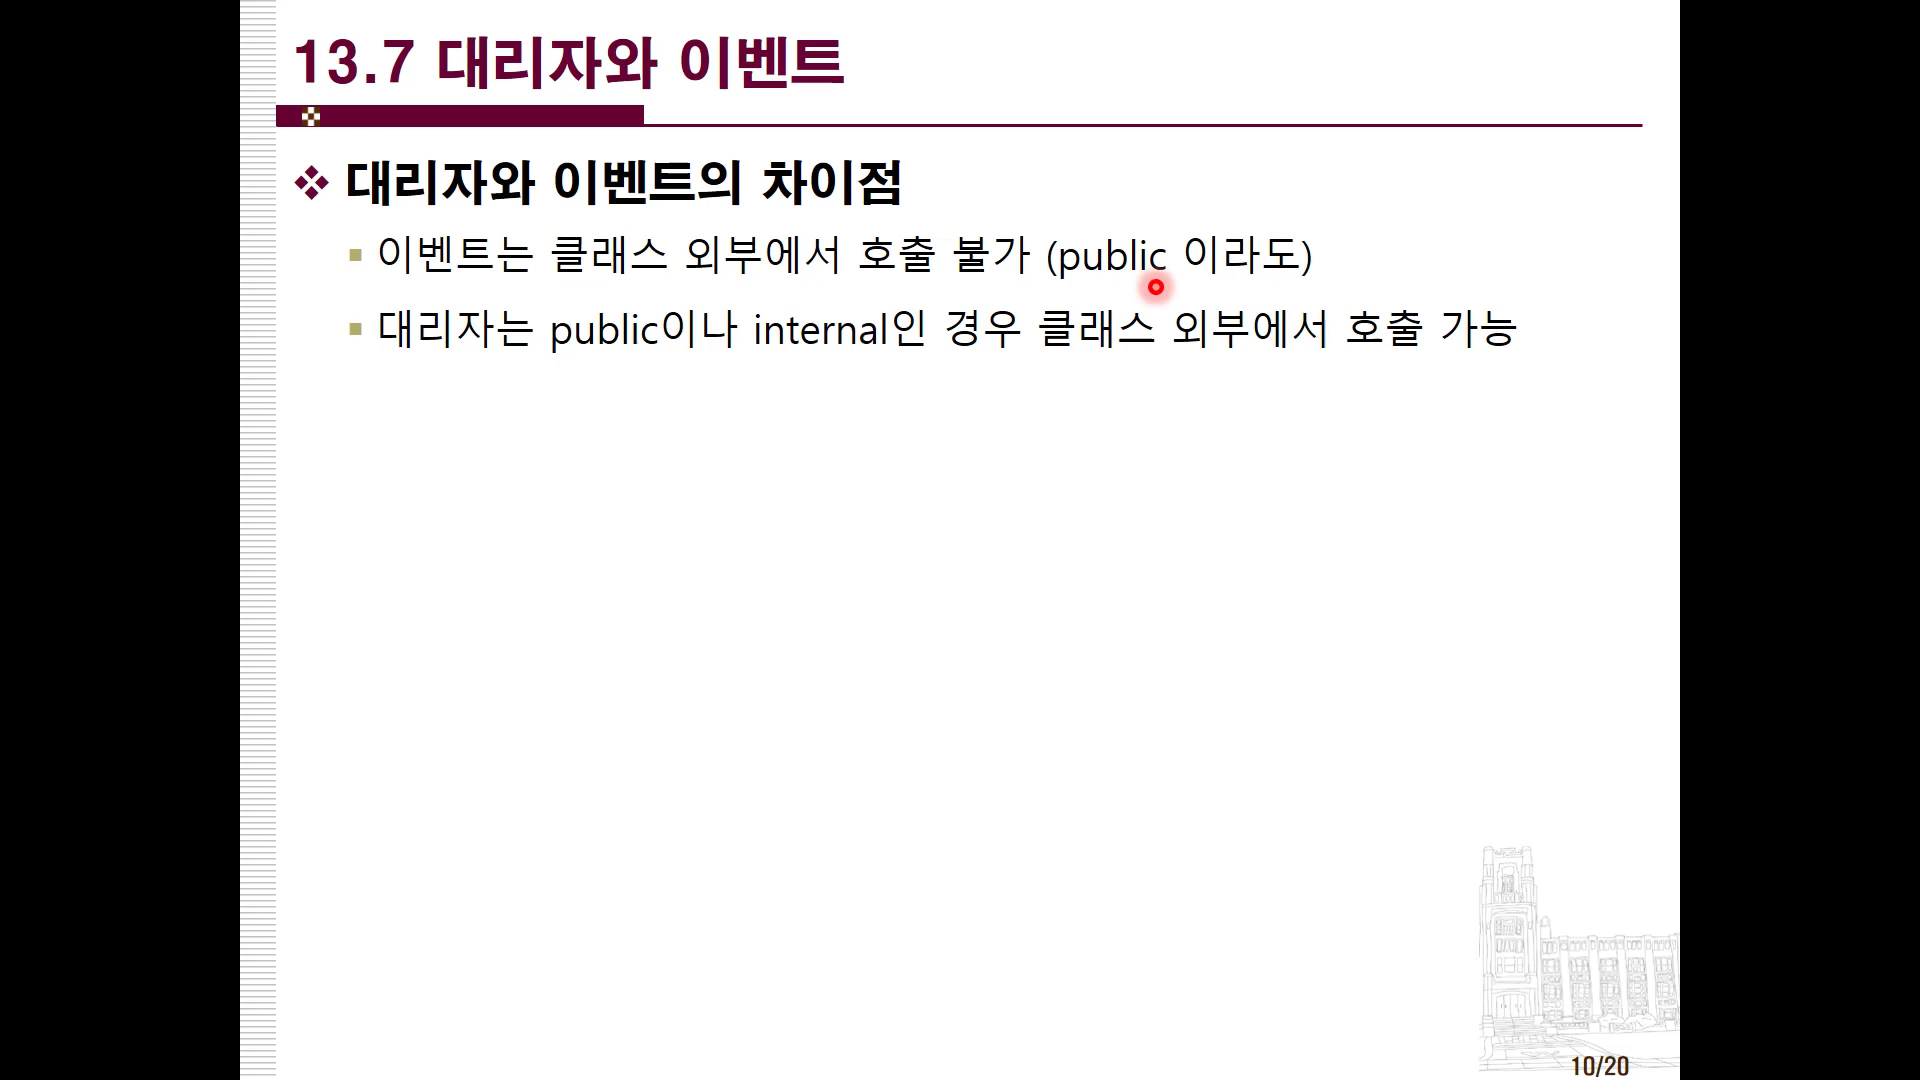 13.7 대리자와 이벤트
대리자와 이벤트의 차이점
이벤트는 클래스 외부에서 호출 불가 (public 이라도)
대리자는 public이나 internal인 경우 클래스 외부에서 호출 가능
10/20